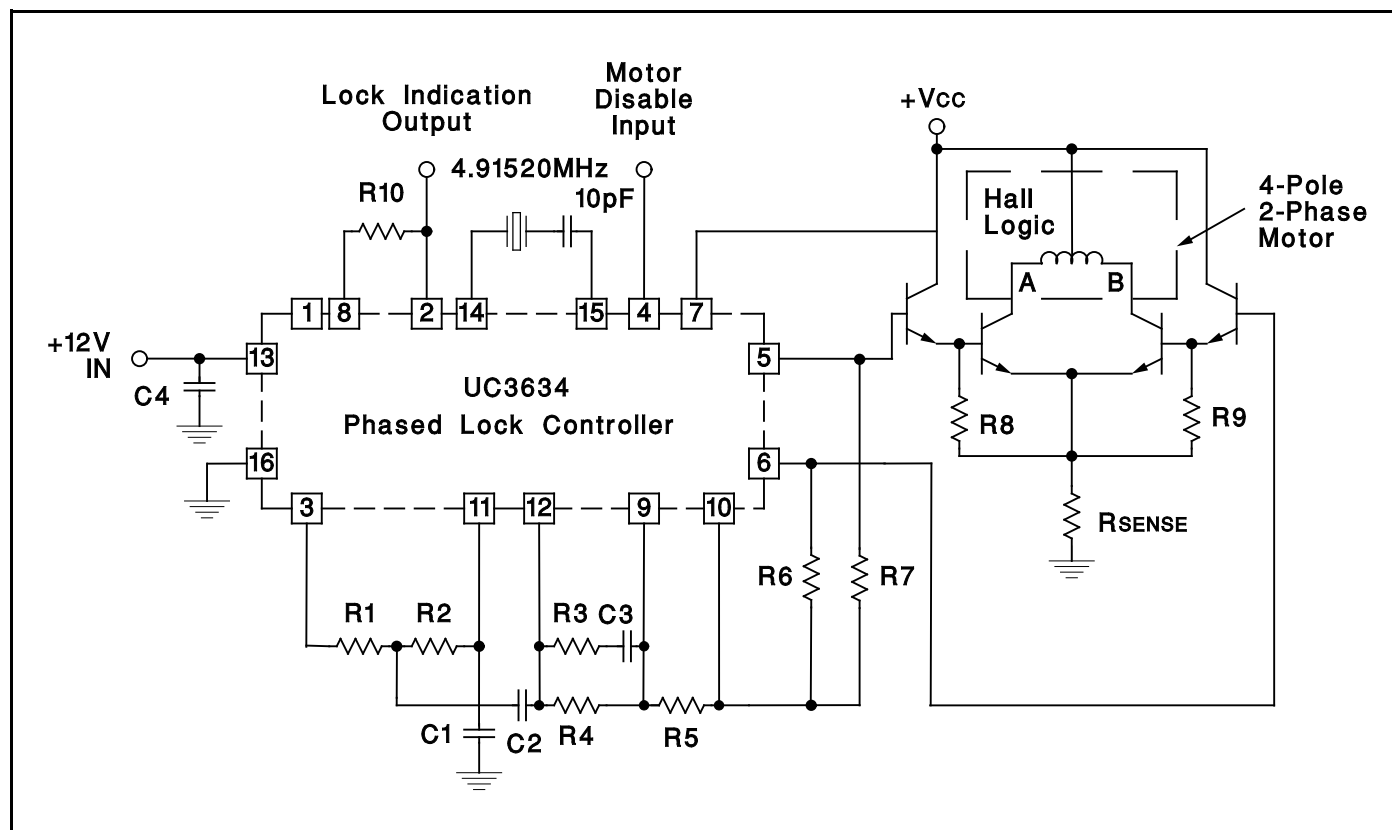 Lock Indication
Output
Motor
Disable
Input
+VCC
4.91520MHz
R10
10pF
Hall
Logic
4-Pole
2-Phase
Motor
A
B
1
8
2
14
15
4
7
+12V
IN
13
5
C4
UC3634
Phased Lock Controller
R8
R9
16
6
3
11
12
9
10
RSENSE
R6
R7
R1
R2
R3
C3
C1
C2
R4
R5